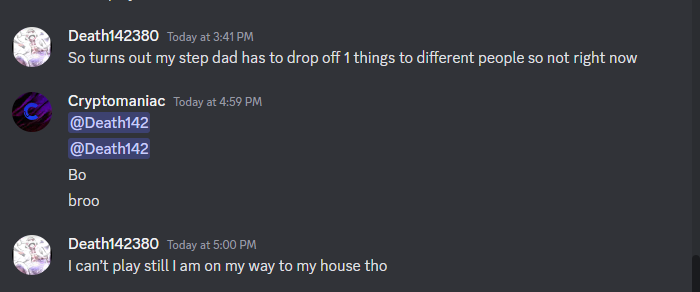 Death142380 Today at 3:41 PM
So turns out my step dad has to drop off 1 things to different people so not right now
Cryptomaniac Today at 4:59 PM
@Death142
@Death142
Bo
broo
Death142380 Today at 5:00 PM
I can't play still I am on my way to my house tho